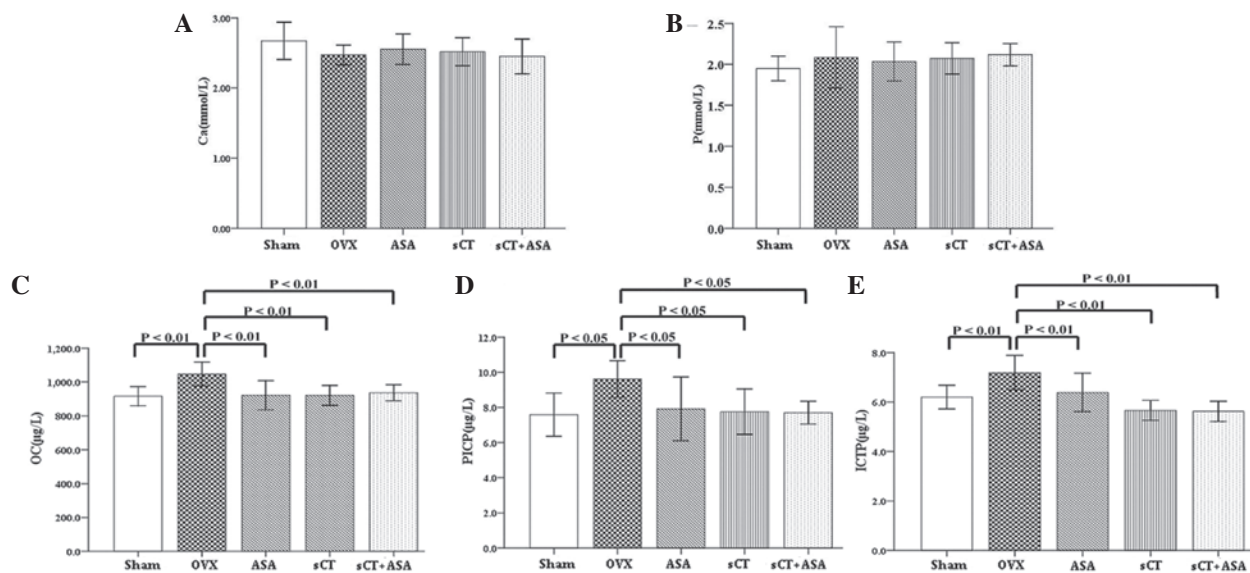 A
Ca(mmol/L)
3.00
2.00
1.00
0.00
Sham OVX ASA sCT sCT+ASA
B
P(mmol/L)
2.5
2.0
1.5
1.0
0.5
0.0
Sham OVX ASA sCT sCT+ASA
C
P < 0.01
P < 0.01
P < 0.01 P < 0.01
OC(µg/L)
1,200.0
1,000.0
800.0
600.0
400.0
200.0
0.0
Sham OVX ASA sCT sCT+ASA
D
P < 0.05
P < 0.05
P < 0.05 P < 0.05
PICP(µg/L)
12.0
10.0
8.0
6.0
4.0
2.0
0.0
Sham OVX ASA sCT sCT+ASA
E
P < 0.01
P < 0.01
P < 0.01 P < 0.01
ICTP(µg/L)
8.0
6.0
4.0
2.0
0.0
Sham OVX ASA sCT sCT+ASA